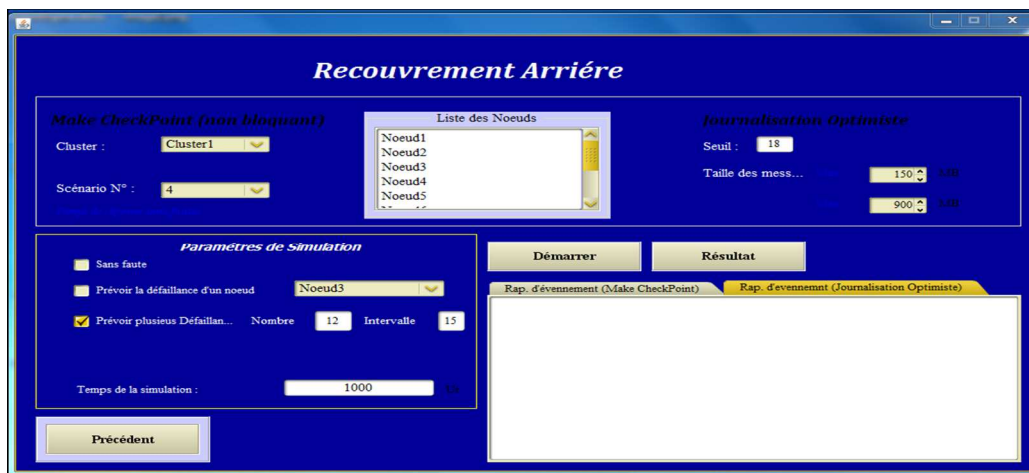 Recouvrement Arriére
Make CheckPoint (non bloquant)
Cluster :
Cluster1
Scénario N° :
4
Liste des Noeuds
Noeud1
Noeud2
Noeud3
Noeud4
Noeud5
Journalisation Optimiste
Seuil :
18
Taille des mess...
150
900
Paramétres de Simulation
Sans faute
Prévoir la défaillance d'un noeud
Noeud3
Prévoir plusieus Défaillan...
Nombre
12
Intervalle
15
Temps de la simulation :
1000
Démarrer
Résultat
Rap. d'évennement (Make CheckPoint)
Rap. d'evennemnt (Journalisation Optimiste)
Précédent